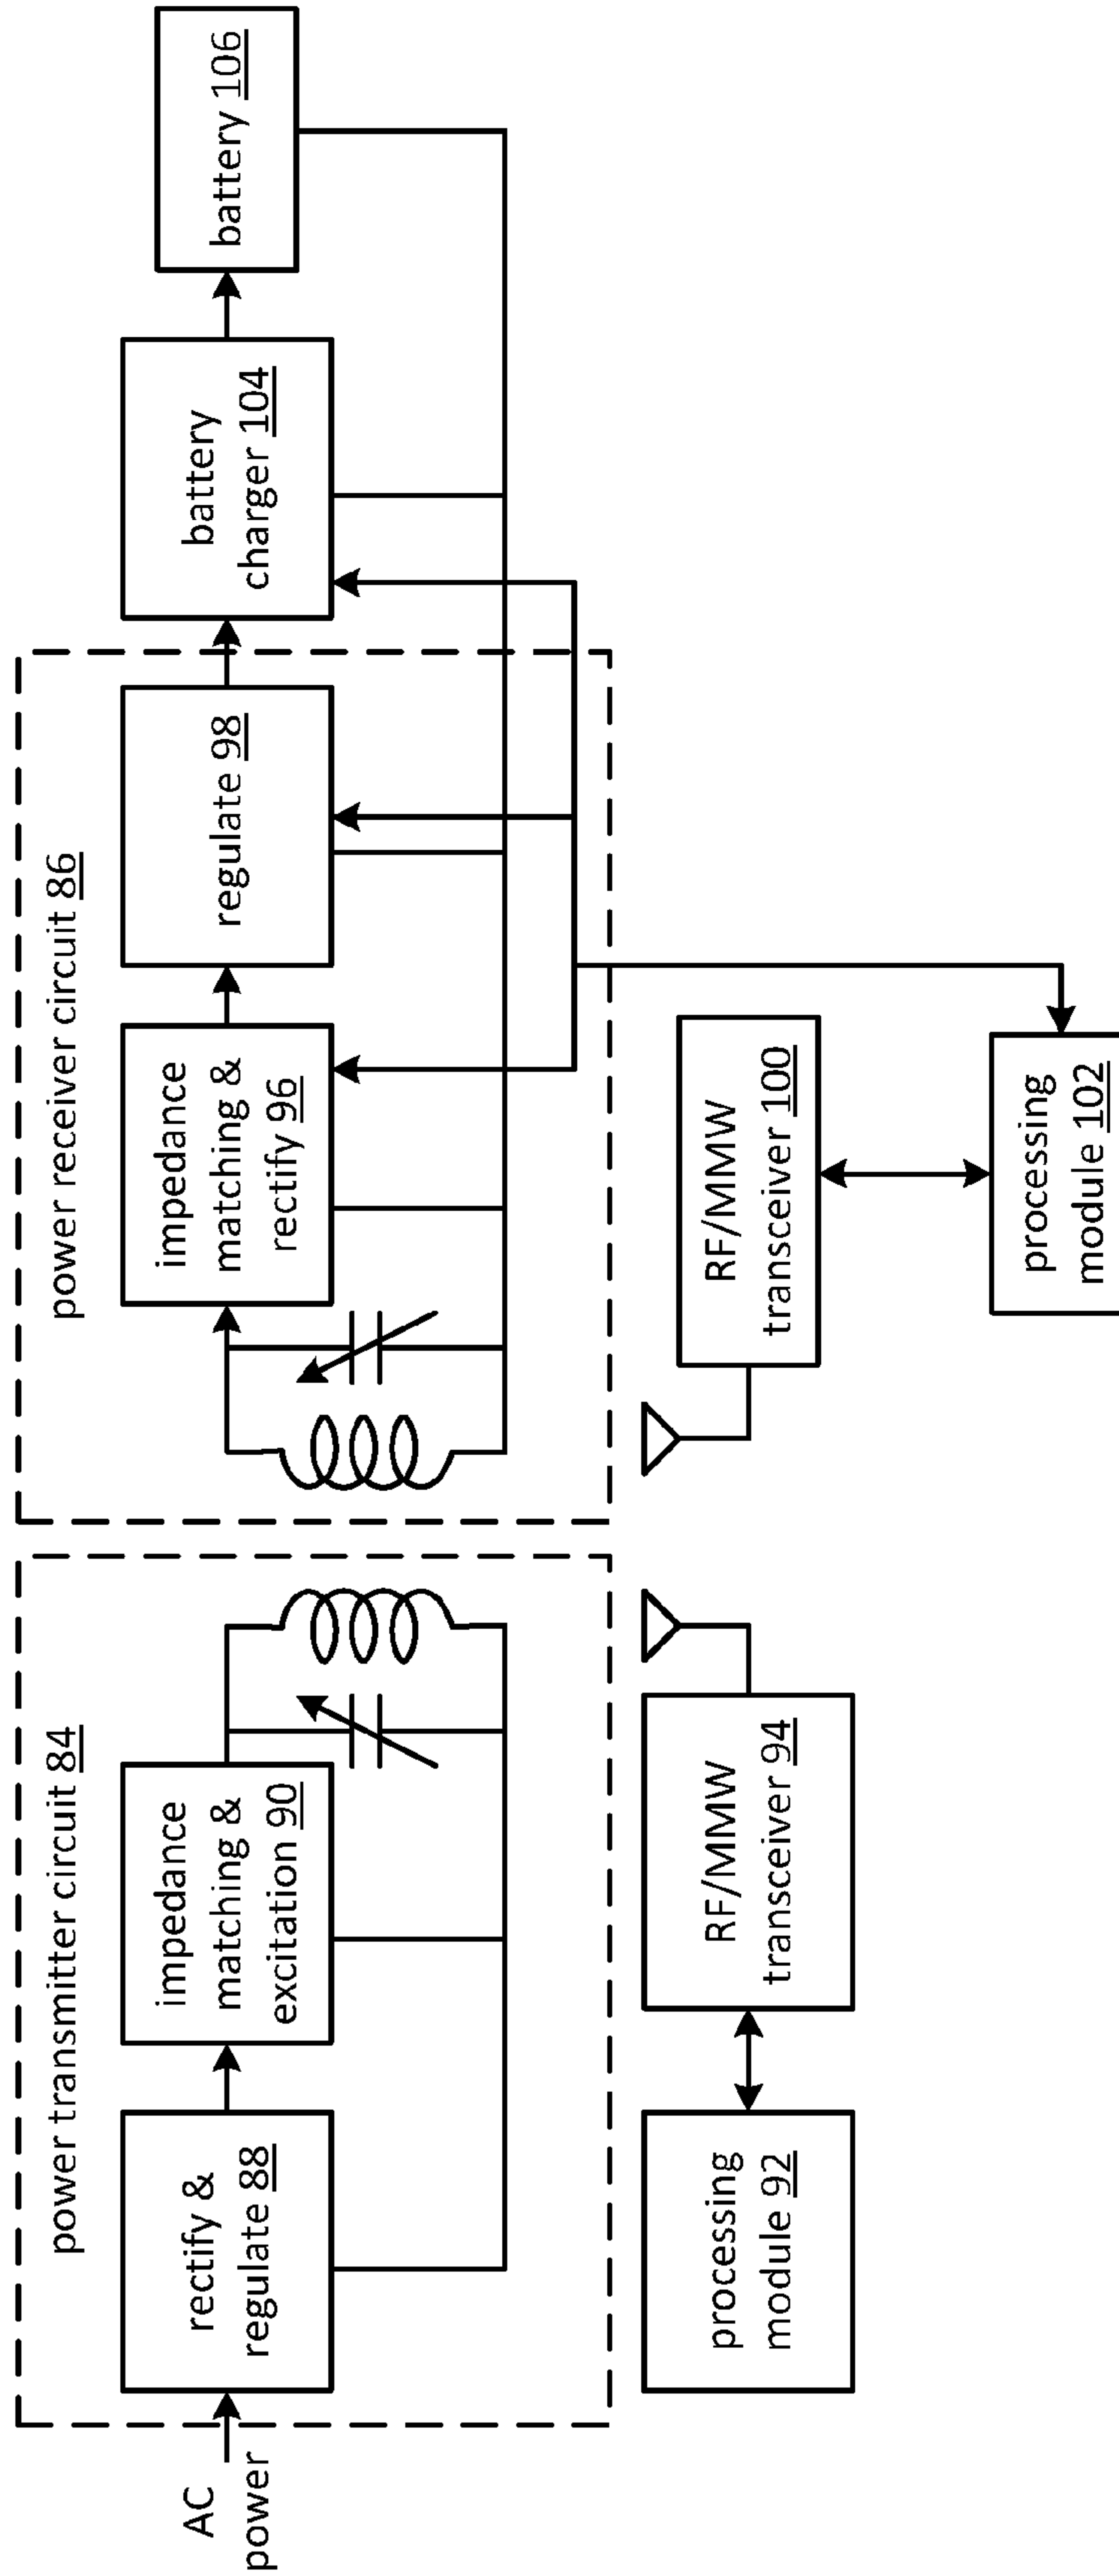 AC
power
power transmitter circuit 84
rectify &
regulate 88
impedance
matching &
excitation 90
processing
module 92
RF/MMW
transceiver 94
power receiver circuit 86
impedance
matching &
rectify 96
regulate 98
battery
charger 104
battery 106
RF/MMW
transceiver 100
processing
module 102